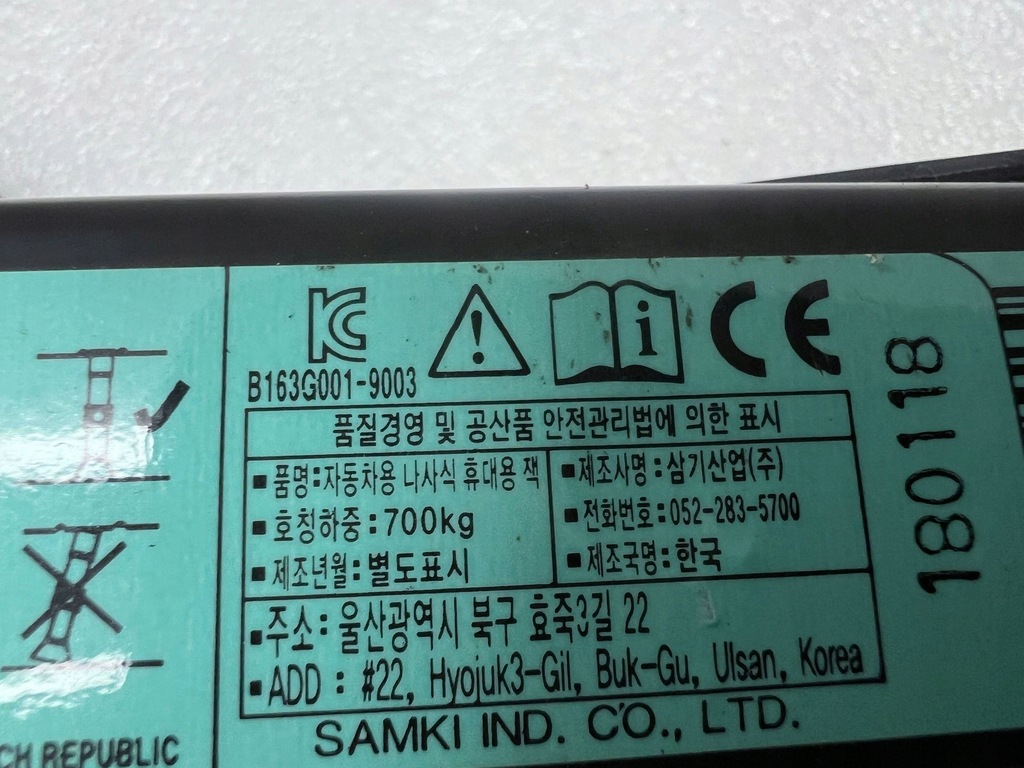 KC
B163G001-9003
CE
품질경영 및 공산품 안전관리법에 의한 표시
▪품명:자동차용 나사식 휴대용 잭
▪호칭하중:700kg
▪제조년월:별도표시
▪제조사명:삼기산업(주)
▪전화번호:052-283-5700
▪제조국명:한국
▪주소:울산광역시 북구 효죽3길 22
▪ADD : #22, Hyojuk3-Gil, Buk-Gu, Ulsan, Korea
SAMKI IND. CO., LTD.
180118
CH REPUBLIC